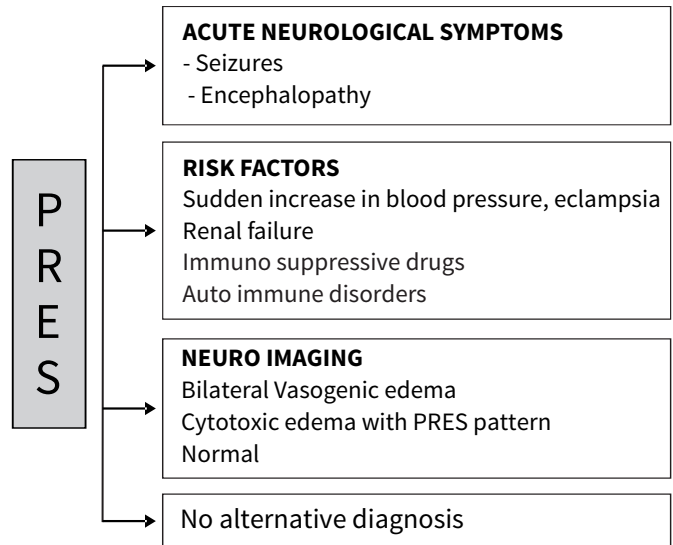 PRES
ACUTE NEUROLOGICAL SYMPTOMS
- Seizures
- Encephalopathy
RISK FACTORS
Sudden increase in blood pressure, eclampsia
Renal failure
Immuno suppressive drugs
Auto immune disorders
NEURO IMAGING
Bilateral Vasogenic edema
Cytotoxic edema with PRES pattern
Normal
No alternative diagnosis